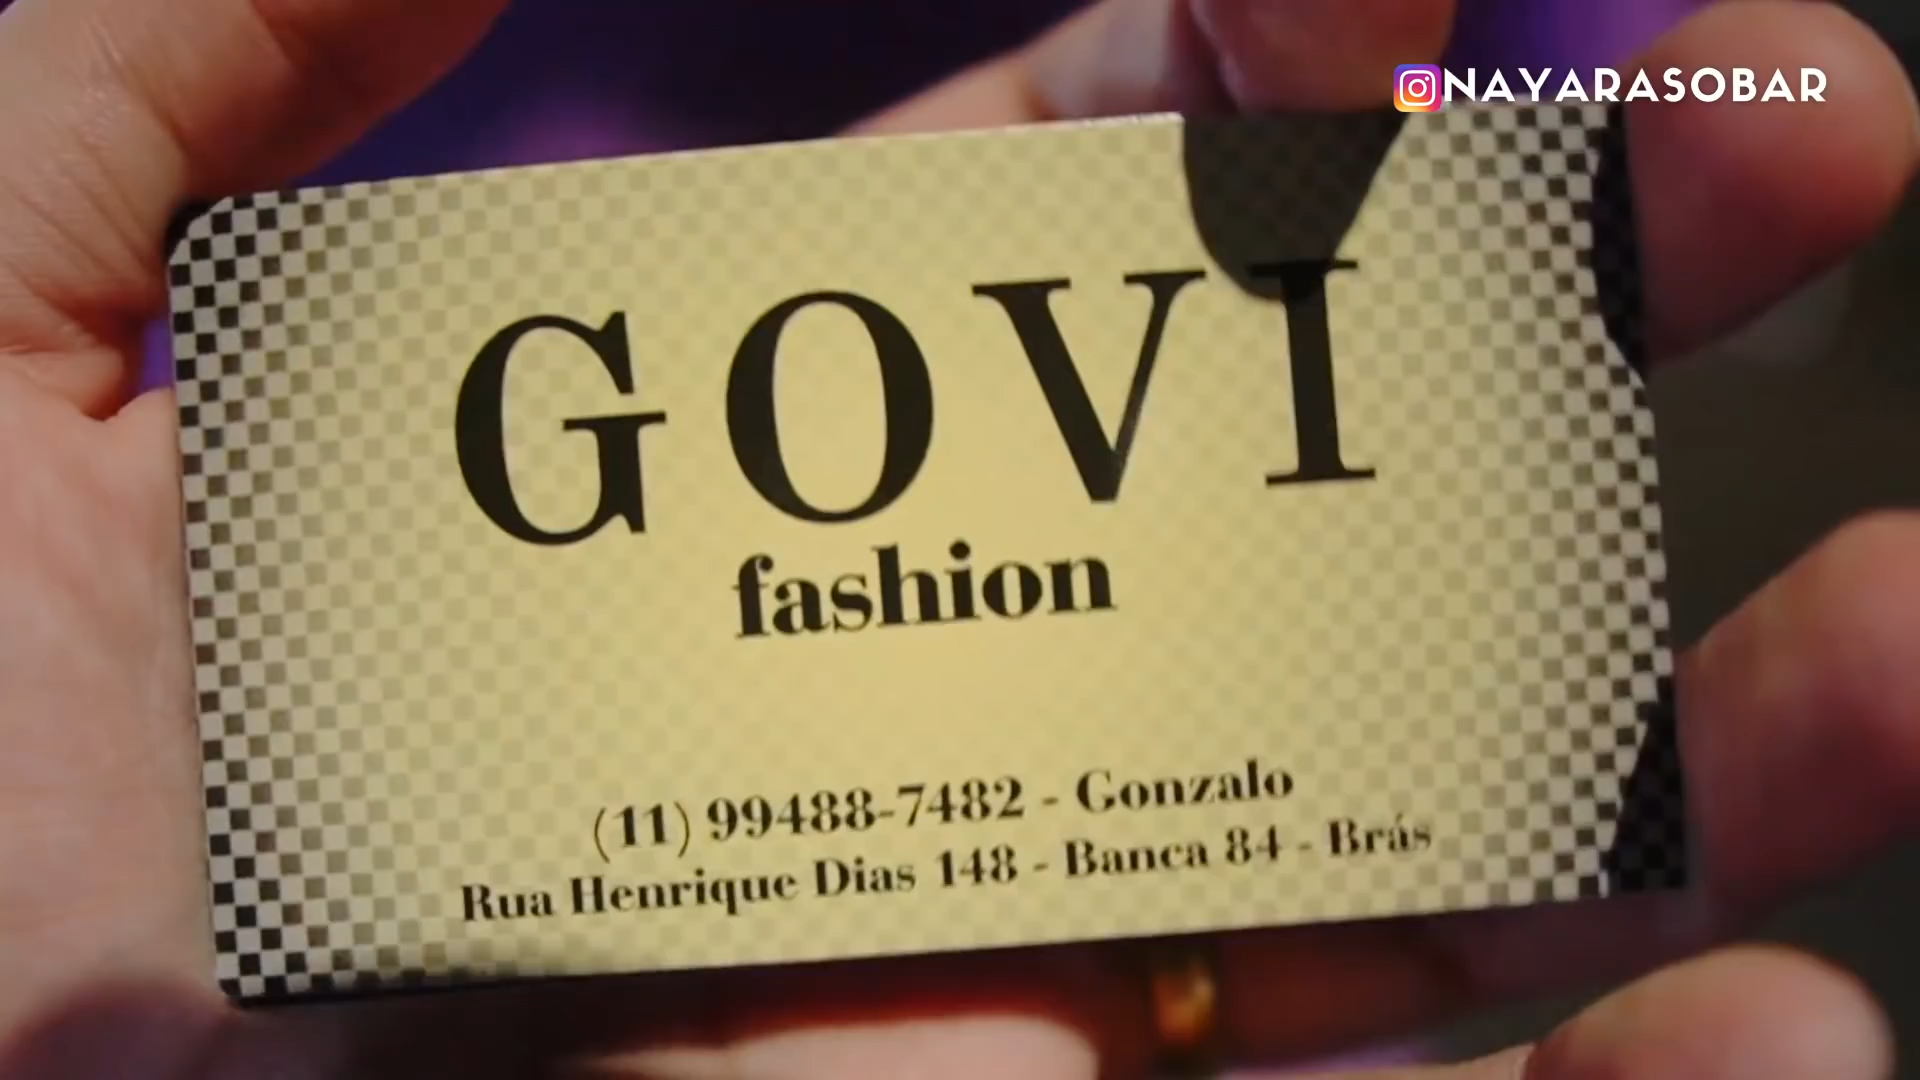 NAYARASOBAR
GOVI
fashion
(11) 99488-7482 - Gonzalo
Rua Henrique Dias 148 - Banca 84 - Brás